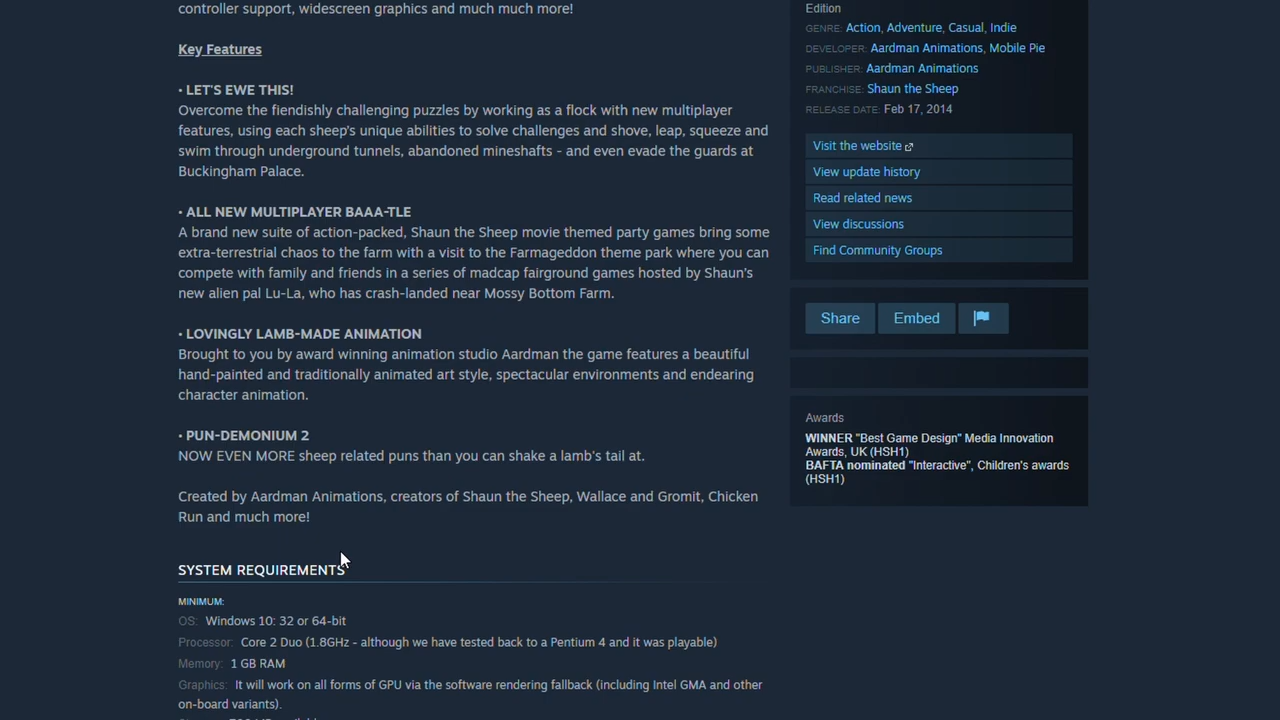 controller support, widescreen graphics and much much more!
Key Features
• LET'S EWE THIS!
Overcome the fiendishly challenging puzzles by working as a flock with new multiplayer
features, using each sheep's unique abilities to solve challenges and shove, leap, squeeze and
swim through underground tunnels, abandoned mineshafts - and even evade the guards at
Buckingham Palace.
• ALL NEW MULTIPLAYER BAAA-TLE
A brand new suite of action-packed, Shaun the Sheep movie themed party games bring some
extra-terrestrial chaos to the farm with a visit to the Farmageddon theme park where you can
compete with family and friends in a series of madcap fairground games hosted by Shaun's
new alien pal Lu-La, who has crash-landed near Mossy Bottom Farm.
• LOVINGLY LAMB-MADE ANIMATION
Brought to you by award winning animation studio Aardman the game features a beautiful
hand-painted and traditionally animated art style, spectacular environments and endearing
character animation.
• PUN-DEMONIUM 2
NOW EVEN MORE sheep related puns than you can shake a lamb's tail at.
Created by Aardman Animations, creators of Shaun the Sheep, Wallace and Gromit, Chicken
Run and much more!
SYSTEM REQUIREMENTS
MINIMUM:
OS: Windows 10: 32 or 64-bit
Processor: Core 2 Duo (1.8GHz - although we have tested back to a Pentium 4 and it was playable)
Memory: 1 GB RAM
Graphics: It will work on all forms of GPU via the software rendering fallback (including Intel GMA and other
on-board variants).
Edition
GENRE: Action, Adventure, Casual, Indie
DEVELOPER: Aardman Animations, Mobile Pie
PUBLISHER: Aardman Animations
FRANCHISE: Shaun the Sheep
RELEASE DATE: Feb 17, 2014
Visit the website
View update history
Read related news
View discussions
Find Community Groups
Share Embed
Awards
WINNER "Best Game Design" Media Innovation
Awards, UK (HSH1)
BAFTA nominated "Interactive", Children's awards
(HSH1)